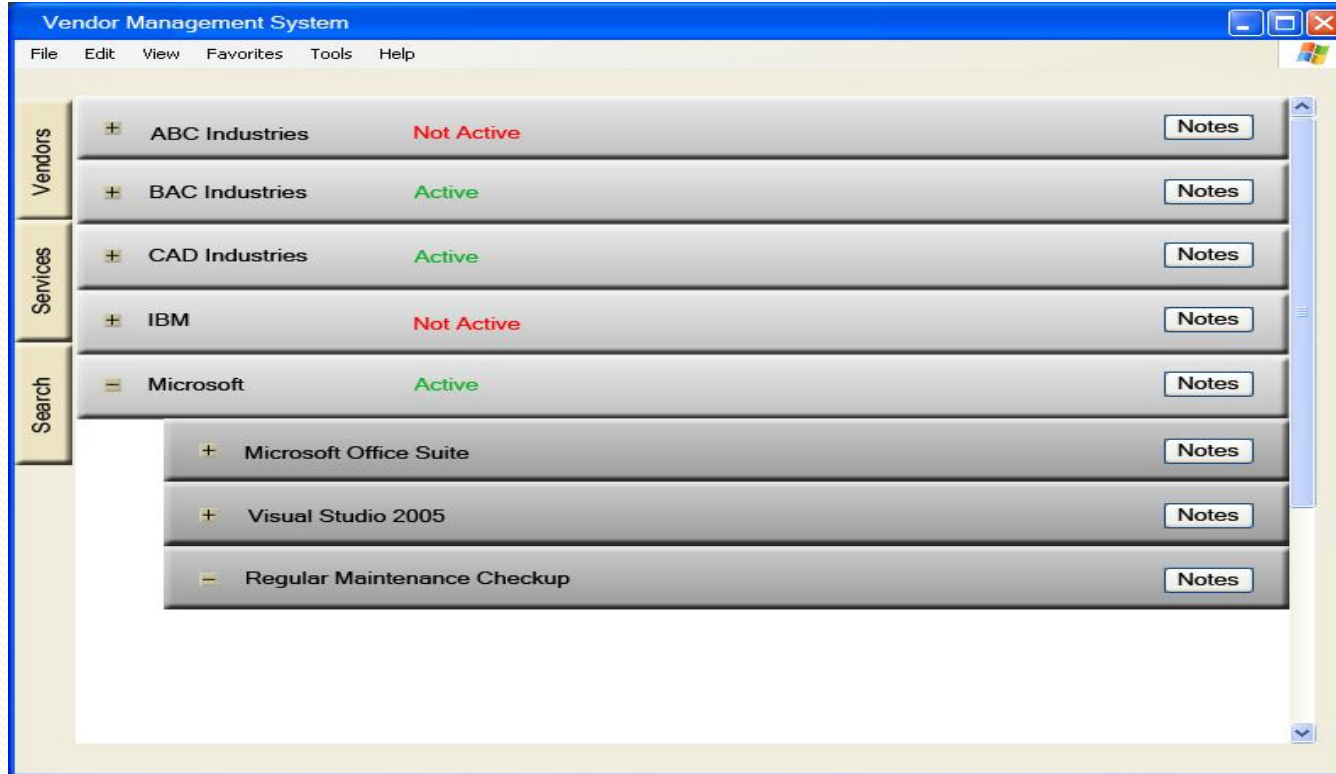 Vendor Management System
File Edit View Favorites Tools Help
Vendors
Services
Search
ABC Industries Not Active Notes
BAC Industries Active Notes
CAD Industries Active Notes
IBM Not Active Notes
Microsoft Active Notes
Microsoft Office Suite Notes
Visual Studio 2005 Notes
Regular Maintenance Checkup Notes